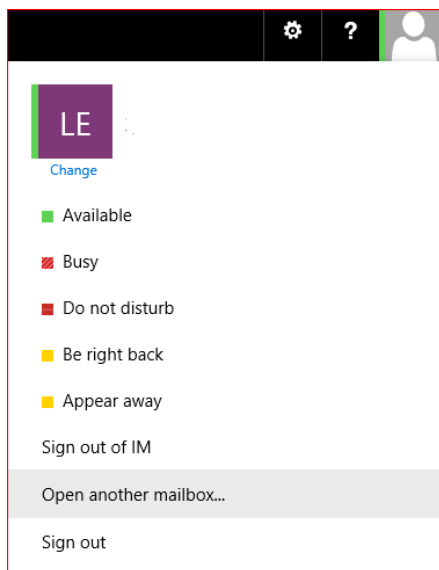 ?
LE
Change
Available
Busy
Do not disturb
Be right back
Appear away
Sign out of IM
Open another mailbox...
Sign out